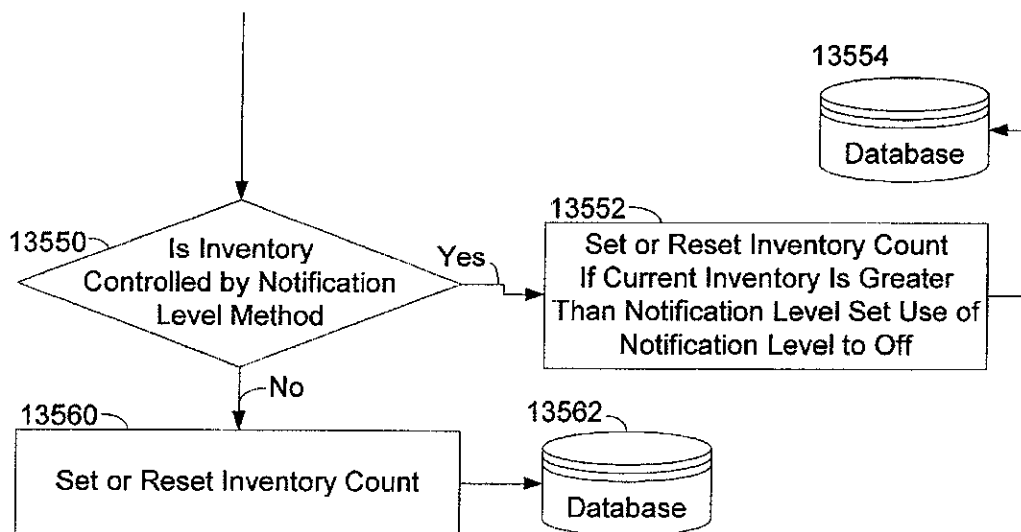 13554
Database
13550
Is Inventory
Controlled by Notification
Level Method
Yes
13552
Set or Reset Inventory Count
If Current Inventory Is Greater
Than Notification Level Set Use of
Notification Level to Off
No
13560
Set or Reset Inventory Count
13562
Database